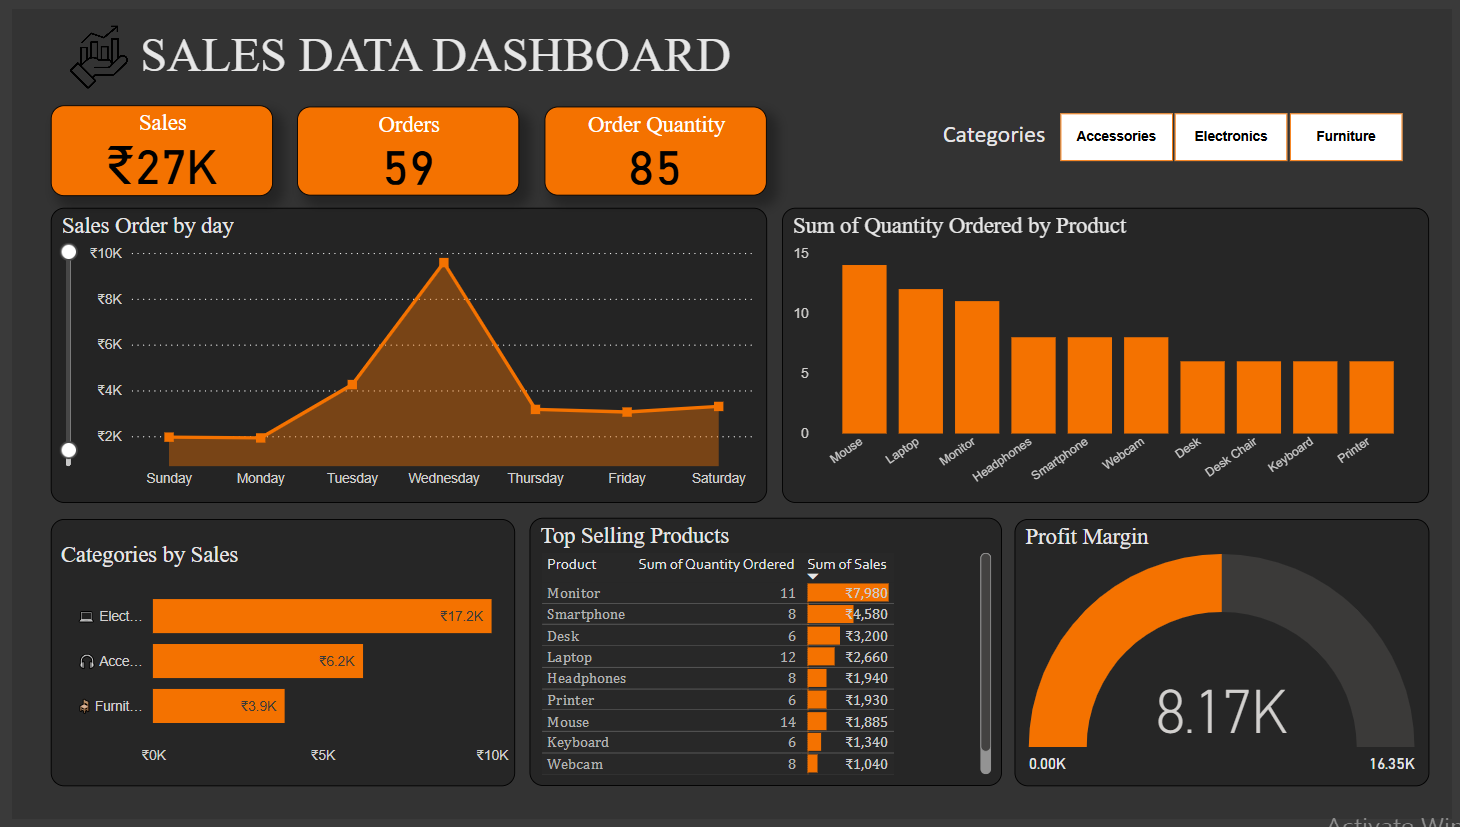 SALES DATA DASHBOARD
Sales
₹27K
Orders
59
Order Quantity
85
Categories
Accessories
Electronics
Furniture
Sales Order by day
₹10K
₹8K
₹6K
₹4K
₹2K
Sunday Monday Tuesday Wednesday Thursday Friday Saturday
Sum of Quantity Ordered by Product
15
10
5
0
Mouse Laptop Monitor Headphones Smartphone Webcam Desk Desk Chair Keyboard Printer
Categories by Sales
Elect... ₹17.2K
Acce... ₹6.2K
Furnit... ₹3.9K
₹0K ₹5K ₹10K
Top Selling Products
Product Sum of Quantity Ordered Sum of Sales
Monitor 11 ₹7,980
Smartphone 8 ₹4,580
Desk 6 ₹3,200
Laptop 12 ₹2,660
Headphones 8 ₹1,940
Printer 6 ₹1,930
Mouse 14 ₹1,885
Keyboard 6 ₹1,340
Webcam 8 ₹1,040
Profit Margin
8.17K
0.00K 16.35K
Activate Win